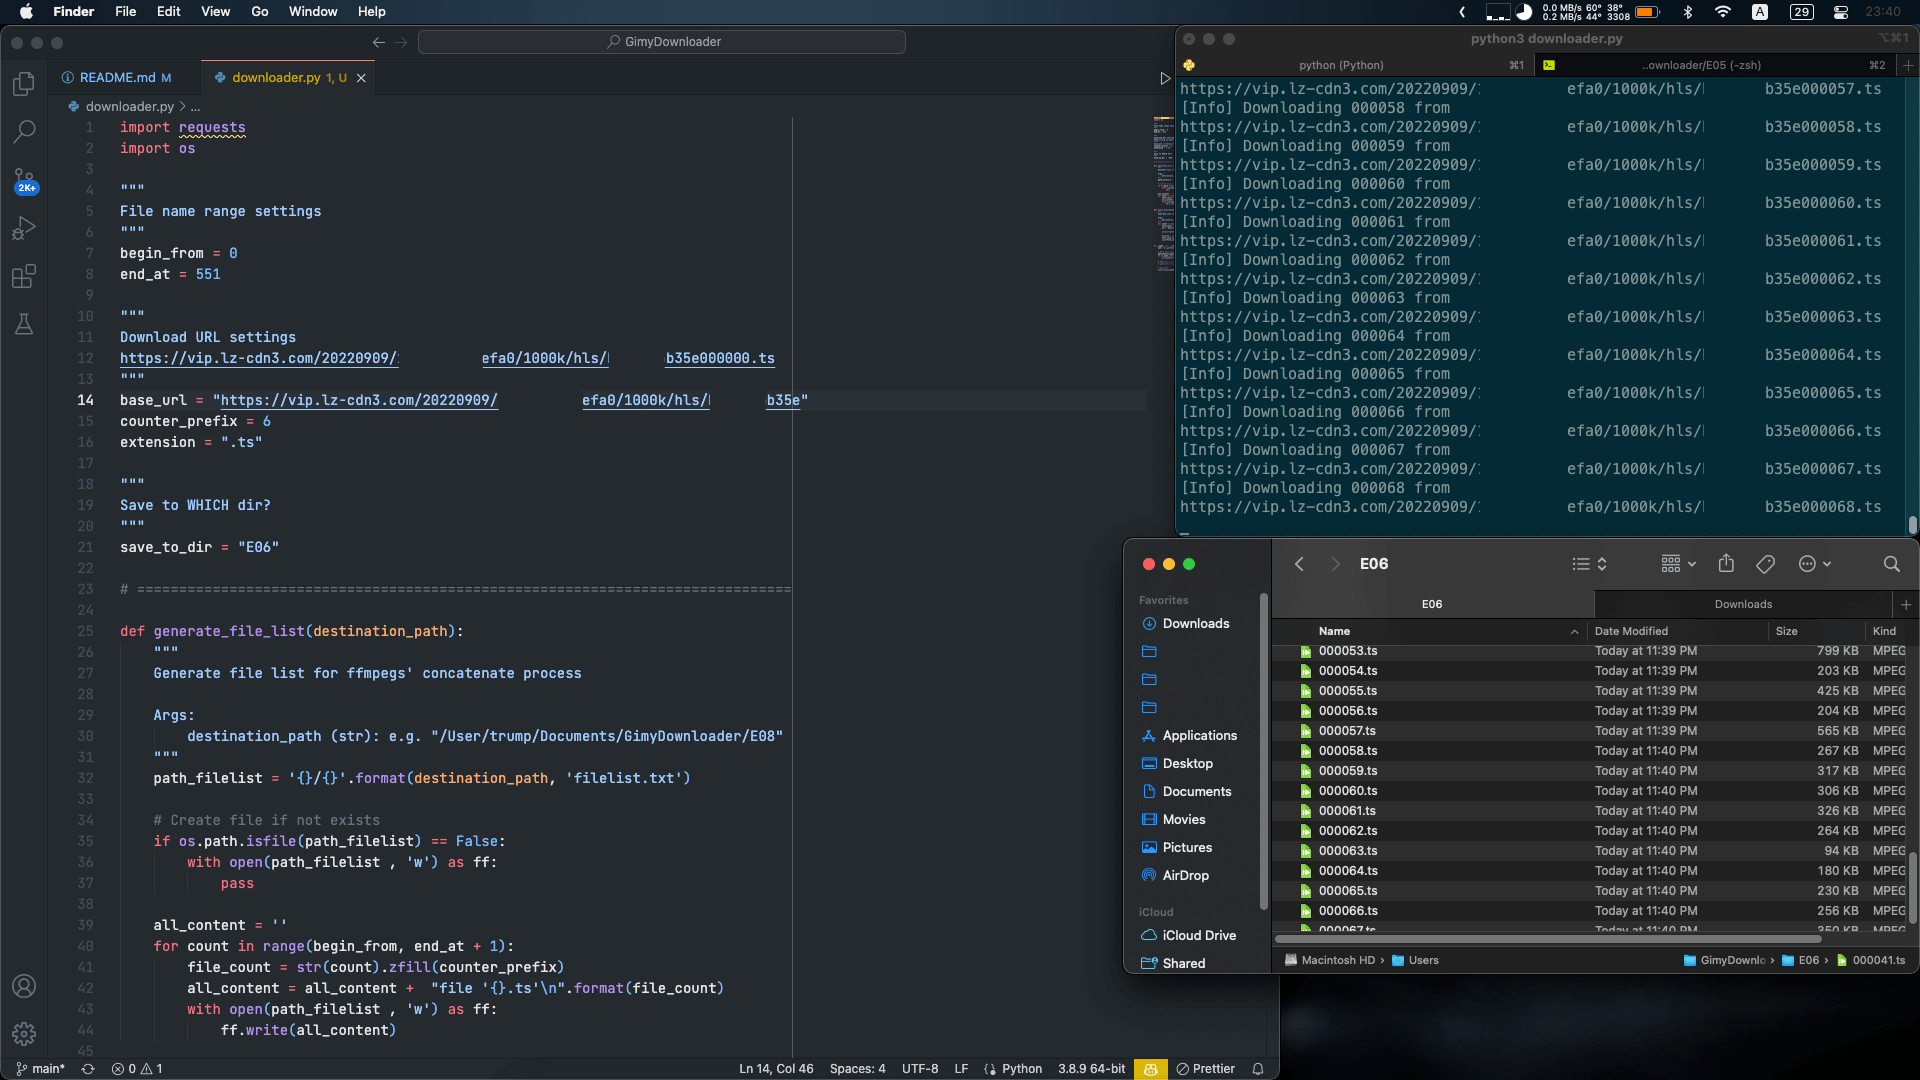 Finder File Edit View Go Window Help
0.0 MB/s 60° 38°
0.2 MB/s 44° 3308
A 29 23:40
GimyDownloader
README.md M
downloader.py 1, U
downloader.py > ...
2K+
1 import requests
2 import os
3
4 """
5 File name range settings
6 """
7 begin_from = 0
8 end_at = 551
9
10 """
11 Download URL settings
12 https://vip.lz-cdn3.com/20220909/ efa0/1000k/hls/ b35e000000.ts
13 """
14 base_url = "https://vip.lz-cdn3.com/20220909/ efa0/1000k/hls/ b35e"
15 counter_prefix = 6
16 extension = ".ts"
17
18 """
19 Save to WHICH dir?
20 """
21 save_to_dir = "E06"
22
23 # ==============================================================================
24
25 def generate_file_list(destination_path):
26 """
27 Generate file list for ffmpegs' concatenate process
28
29 Args:
30 destination_path (str): e.g. "/User/trump/Documents/GimyDownloader/E08"
31 """
32 path_filelist = '{}/{}'.format(destination_path, 'filelist.txt')
33
34 # Create file if not exists
35 if os.path.isfile(path_filelist) == False:
36 with open(path_filelist , 'w') as ff:
37 pass
38
39 all_content = ''
40 for count in range(begin_from, end_at + 1):
41 file_count = str(count).zfill(counter_prefix)
42 all_content = all_content +  "file '{}.ts'\n".format(file_count)
43 with open(path_filelist , 'w') as ff:
44 ff.write(all_content)
45
main* 0 1 Ln 14, Col 46 Spaces: 4 UTF-8 LF Python 3.8.9 64-bit Prettier
python3 downloader.py ⌥⌘1
python (Python) ⌘1 ..ownloader/E05 (-zsh) ⌘2
https://vip.lz-cdn3.com/20220909/ efa0/1000k/hls/ b35e000057.ts
[Info] Downloading 000058 from
https://vip.lz-cdn3.com/20220909/ efa0/1000k/hls/ b35e000058.ts
[Info] Downloading 000059 from
https://vip.lz-cdn3.com/20220909/ efa0/1000k/hls/ b35e000059.ts
[Info] Downloading 000060 from
https://vip.lz-cdn3.com/20220909/ efa0/1000k/hls/ b35e000060.ts
[Info] Downloading 000061 from
https://vip.lz-cdn3.com/20220909/ efa0/1000k/hls/ b35e000061.ts
[Info] Downloading 000062 from
https://vip.lz-cdn3.com/20220909/ efa0/1000k/hls/ b35e000062.ts
[Info] Downloading 000063 from
https://vip.lz-cdn3.com/20220909/ efa0/1000k/hls/ b35e000063.ts
[Info] Downloading 000064 from
https://vip.lz-cdn3.com/20220909/ efa0/1000k/hls/ b35e000064.ts
[Info] Downloading 000065 from
https://vip.lz-cdn3.com/20220909/ efa0/1000k/hls/ b35e000065.ts
[Info] Downloading 000066 from
https://vip.lz-cdn3.com/20220909/ efa0/1000k/hls/ b35e000066.ts
[Info] Downloading 000067 from
https://vip.lz-cdn3.com/20220909/ efa0/1000k/hls/ b35e000067.ts
[Info] Downloading 000068 from
https://vip.lz-cdn3.com/20220909/ efa0/1000k/hls/ b35e000068.ts
E06
E06 Downloads
Favorites
Downloads
Applications
Desktop
Documents
Movies
Pictures
AirDrop
iCloud
iCloud Drive
Shared
Name Date Modified Size Kind
000053.ts Today at 11:39 PM 799 KB MPEG
000054.ts Today at 11:39 PM 203 KB MPEG
000055.ts Today at 11:39 PM 425 KB MPEG
000056.ts Today at 11:39 PM 204 KB MPEG
000057.ts Today at 11:39 PM 565 KB MPEG
000058.ts Today at 11:40 PM 267 KB MPEG
000059.ts Today at 11:40 PM 317 KB MPEG
000060.ts Today at 11:40 PM 306 KB MPEG
000061.ts Today at 11:40 PM 326 KB MPEG
000062.ts Today at 11:40 PM 264 KB MPEG
000063.ts Today at 11:40 PM 94 KB MPEG
000064.ts Today at 11:40 PM 180 KB MPEG
000065.ts Today at 11:40 PM 230 KB MPEG
000066.ts Today at 11:40 PM 256 KB MPEG
000067.ts Today at 11:40 PM 350 KB MPEG
Macintosh HD › Users GimyDownlo › E06 › 000041.ts